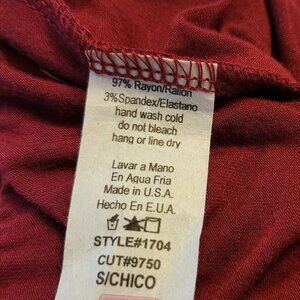 97% Rayon/Rallon
3%Spandex/Elastano
hand wash cold
do not bleach
hang or line dry
Lavar a Mano
En Agua Fria
Made in U.S.A.
Hecho En E.U.A.
STYLE#1704
CUT#9750
S/CHICO